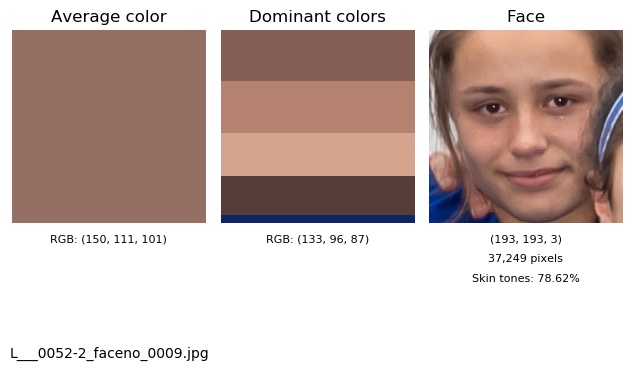 Average color
Dominant colors
Face
RGB: (150, 111, 101)
RGB: (133, 96, 87)
(193, 193, 3)
37,249 pixels
Skin tones: 78.62%
L___0052-2_faceno_0009.jpg